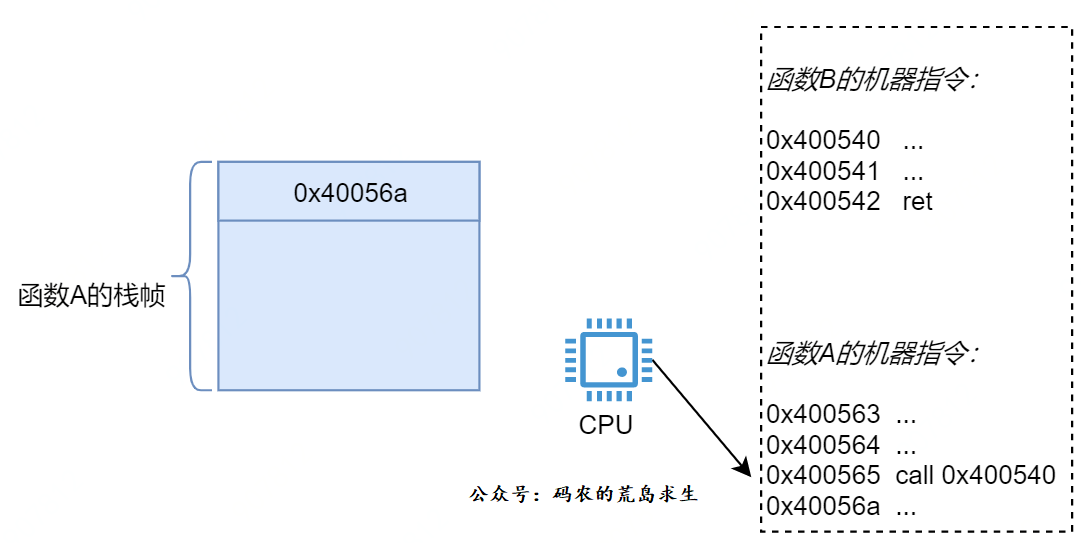 函数B的机器指令：
0x400540 ...
0x400541 ...
0x400542 ret
0x40056a
函数A的栈帧
函数A的机器指令：
0x400563 ...
0x400564 ...
0x400565 call 0x400540
0x40056a ...
CPU
公众号：码农的荒岛求生